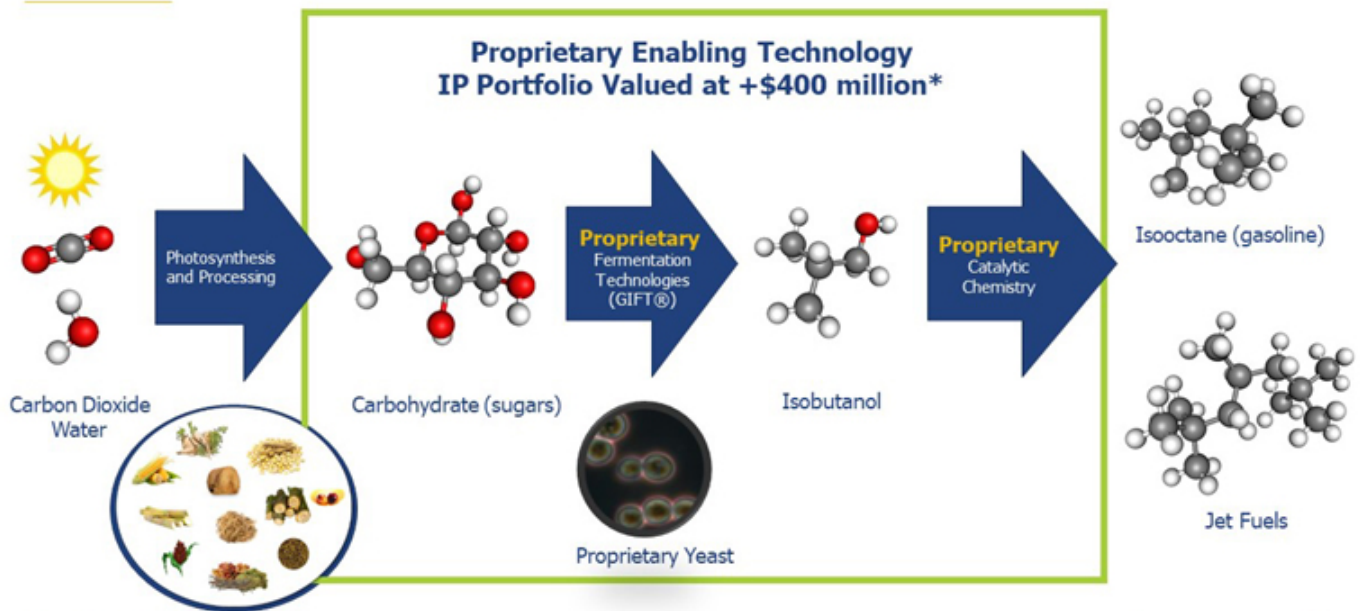 Proprietary Enabling Technology
IP Portfolio Valued at +$400 million*
Photosynthesis
and Processing
Proprietary
Fermentation
Technologies
(GIFT®)
Proprietary
Catalytic
Chemistry
Isooctane (gasoline)
Carbon Dioxide
Water
Carbohydrate (sugars)
Isobutanol
Proprietary Yeast
Jet Fuels